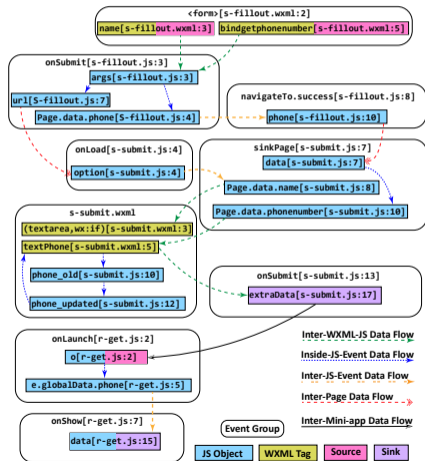 <form>[s-fillout.wxml:2]
name[s-fillout.wxml:3]
bindgetphonenumber[s-fillout.wxml:5]
onSubmit[s-fillout.js:3]
args[s-fillout.js:3]
url[S-fillout.js:7]
Page.data.phone[S-fillout.js:4]
navigateTo.success[s-fillout.js:8]
phone[s-fillout.js:10]
onLoad[s-submit.js:4]
option[s-submit.js:4]
sinkPage[s-submit.js:7]
data[s-submit.js:7]
Page.data.name[s-submit.js:8]
Page.data.phonenumber[s-submit.js:10]
s-submit.wxml
(textarea,wx:if)[s-submit.wxml:3]
textPhone[s-submit.wxml:5]
phone_old[s-submit.js:10]
phone_updated[s-submit.js:12]
onSubmit[s-submit.js:13]
extraData[s-submit.js:17]
onLaunch[r-get.js:2]
o[r-get.js:2]
e.globalData.phone[r-get.js:5]
onShow[r-get.js:7]
data[r-get.js:15]
Inter-WXML-JS Data Flow
Inside-JS-Event Data Flow
Inter-JS-Event Data Flow
Inter-Page Data Flow
Inter-Mini-app Data Flow
Event Group
JS Object
WXML Tag
Source
Sink